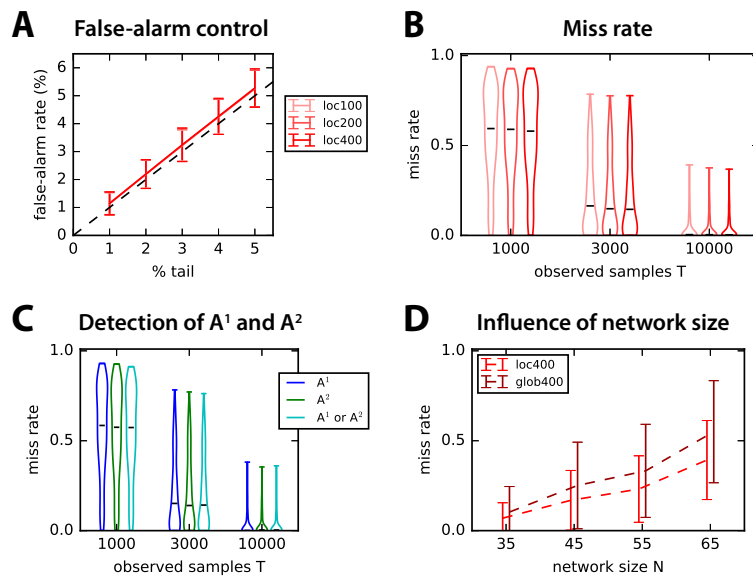 A False-alarm control
false-alarm rate (%)
6
5
4
3
2
1
0
0 1 2 3 4 5
% tail
loc100
loc200
loc400
B Miss rate
miss rate
1.0
0.5
0.0
1000 3000 10000
observed samples T
C Detection of A¹ and A²
miss rate
1.0
0.5
0.0
1000 3000 10000
observed samples T
A¹
A²
A¹ or A²
D Influence of network size
miss rate
1.0
0.5
0.0
35 45 55 65
network size N
loc400
glob400